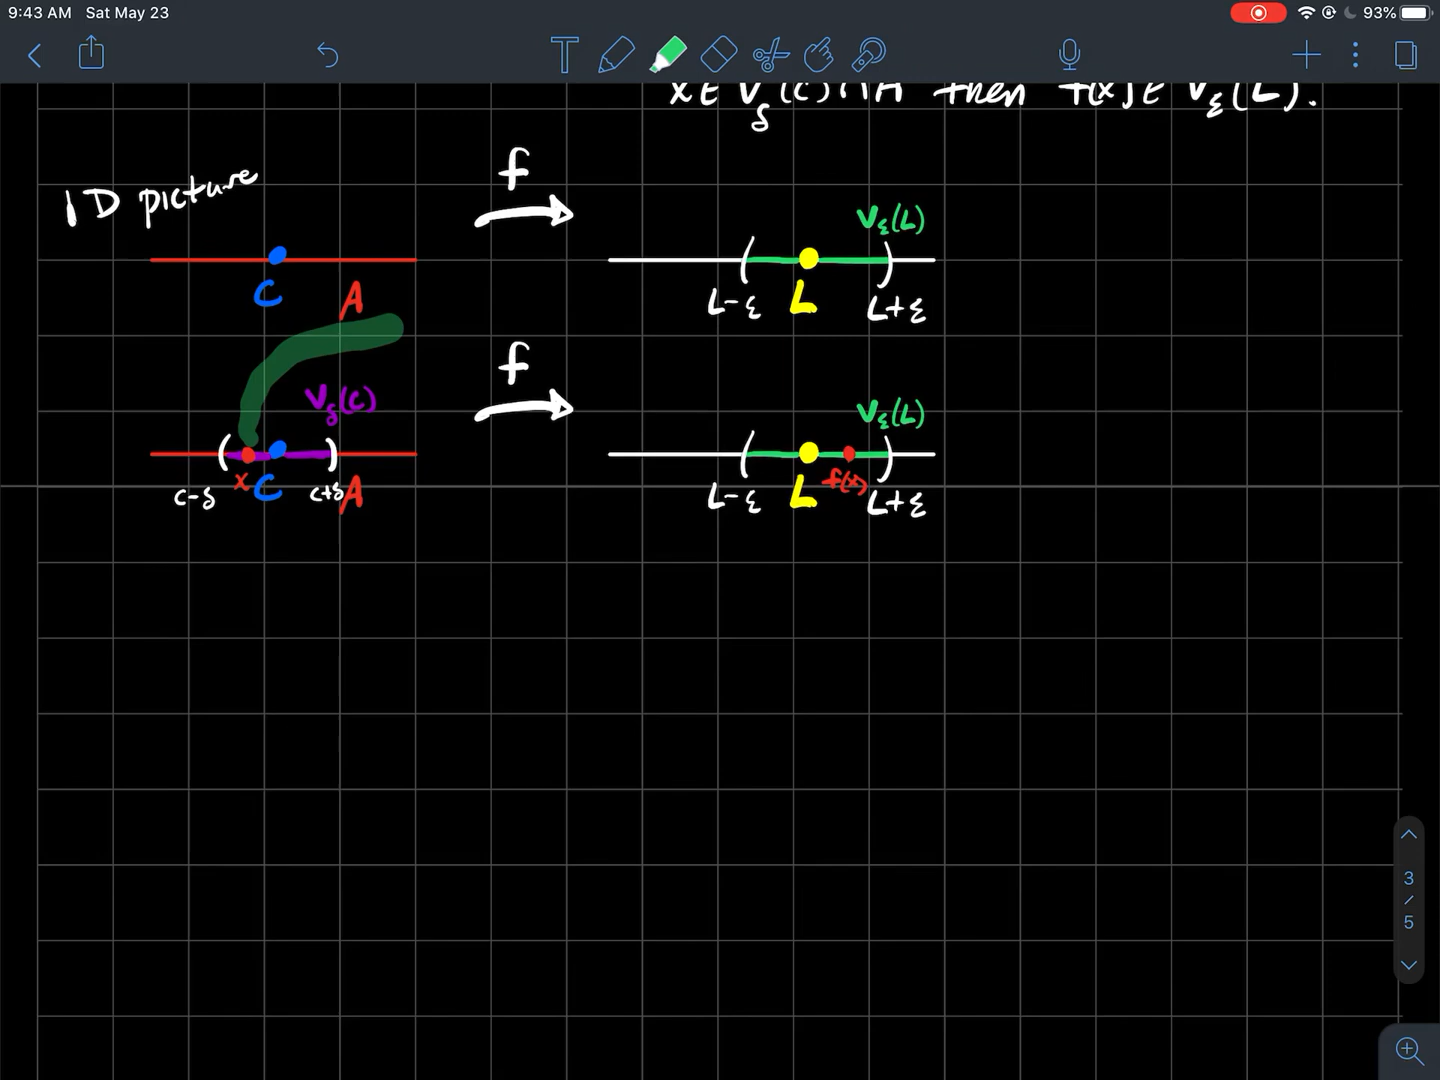 9:43 AM Sat May 23
93%
x ∈ V_δ(c) ∩ A then f(x) ∈ V_ε(L).
1D picture
f
V_ε(L)
c
A
L-ε
L
L+ε
f
V_δ(c)
V_ε(L)
c-δ
x
c
c+δ
A
L-ε
L
f(x)
L+ε
3
/
5